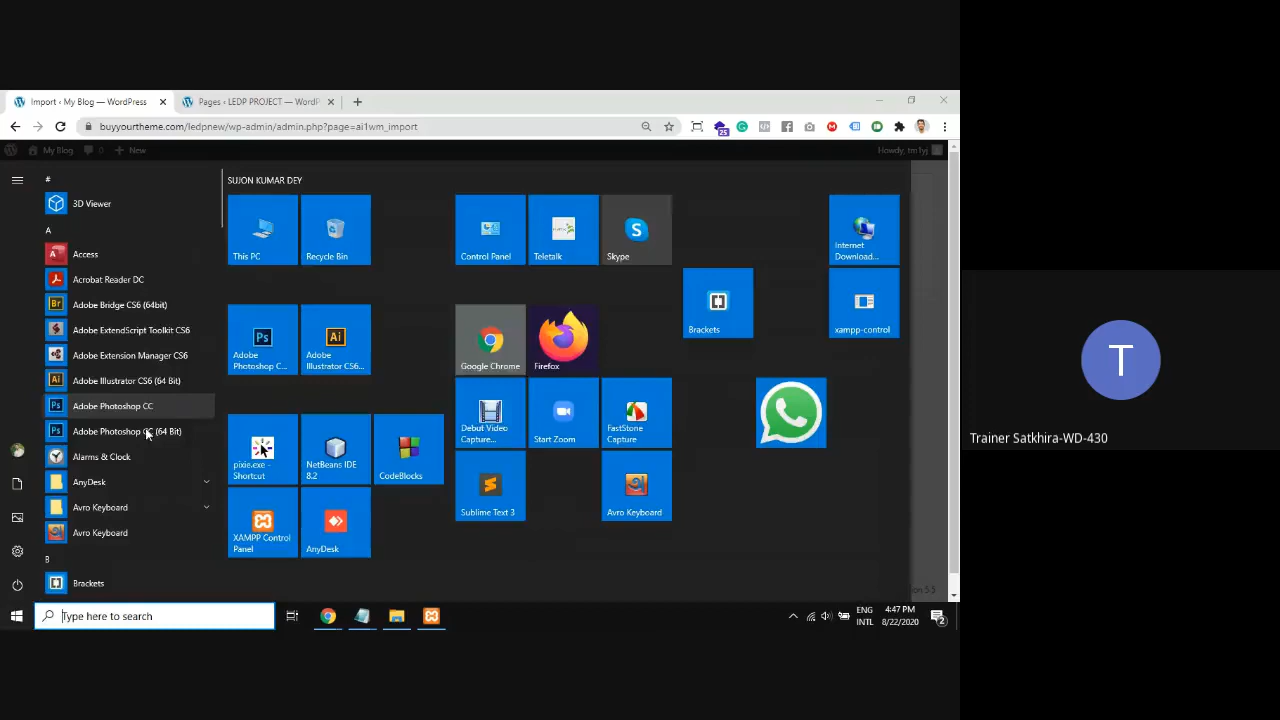 Import ‹ My Blog — WordPress
Pages ‹ LEDP PROJECT — WordP
buyyourtheme.com/ledpnew/wp-admin/admin.php?page=ai1wm_import
25
My Blog
0
New
Howdy, tm1yj
#
3D Viewer
A
Access
Acrobat Reader DC
Adobe Bridge CS6 (64bit)
Adobe ExtendScript Toolkit CS6
Adobe Extension Manager CS6
Adobe Illustrator CS6 (64 Bit)
Adobe Photoshop CC
Adobe Photoshop CC (64 Bit)
Alarms & Clock
AnyDesk
Avro Keyboard
Avro Keyboard
B
Brackets
SUJON KUMAR DEY
This PC
Recycle Bin
Control Panel
Teletalk
Skype
Internet
Download...
Brackets
xampp-control
Adobe
Photoshop C...
Adobe
Illustrator CS6...
Google Chrome
Firefox
Debut Video
Capture...
Start Zoom
FastStone
Capture
pixie.exe -
Shortcut
NetBeans IDE
8.2
CodeBlocks
Sublime Text 3
Avro Keyboard
XAMPP Control
Panel
AnyDesk
Type here to search
ENG
INTL
4:47 PM
8/22/2020
2
T
Trainer Satkhira-WD-430